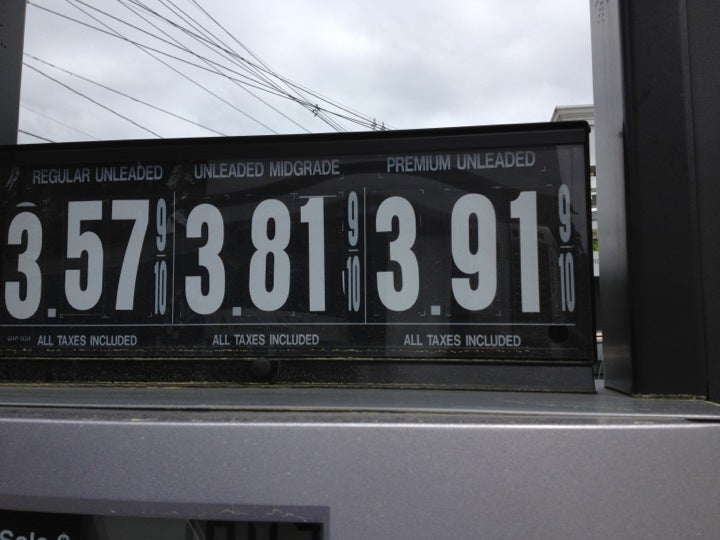 REGULAR UNLEADED
3.57 9/10
ALL TAXES INCLUDED
UNLEADED MIDGRADE
3.81 9/10
ALL TAXES INCLUDED
PREMIUM UNLEADED
3.91 9/10
ALL TAXES INCLUDED
Sale $